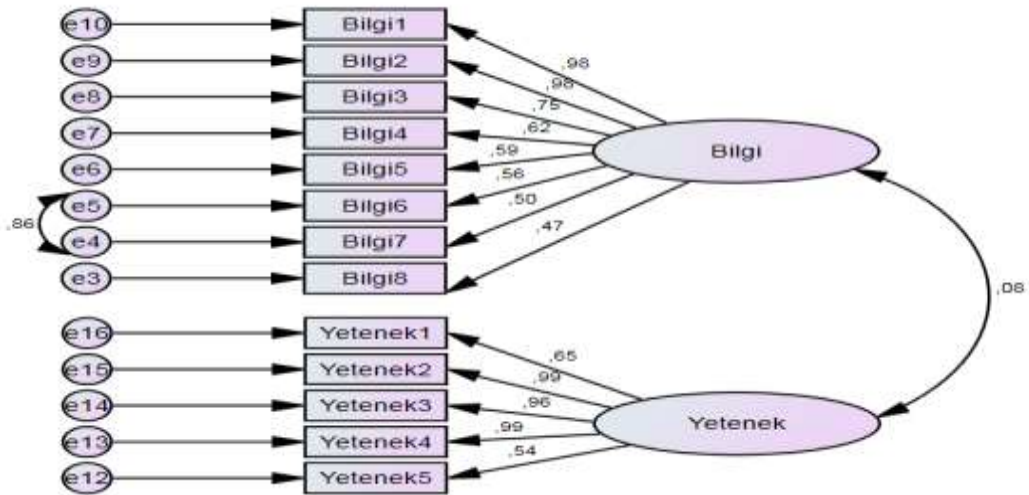 e10 Bilgi1
e9 Bilgi2
,98
e8 Bilgi3
,98
,75
e7 Bilgi4
,62
Bilgi
e6 Bilgi5
,59
,56
e5 Bilgi6
,50
,86
e4 Bilgi7
,47
e3 Bilgi8
,08
e16 Yetenek1
,65
e15 Yetenek2
,99
e14 Yetenek3
,96
Yetenek
e13 Yetenek4
,99
,54
e12 Yetenek5